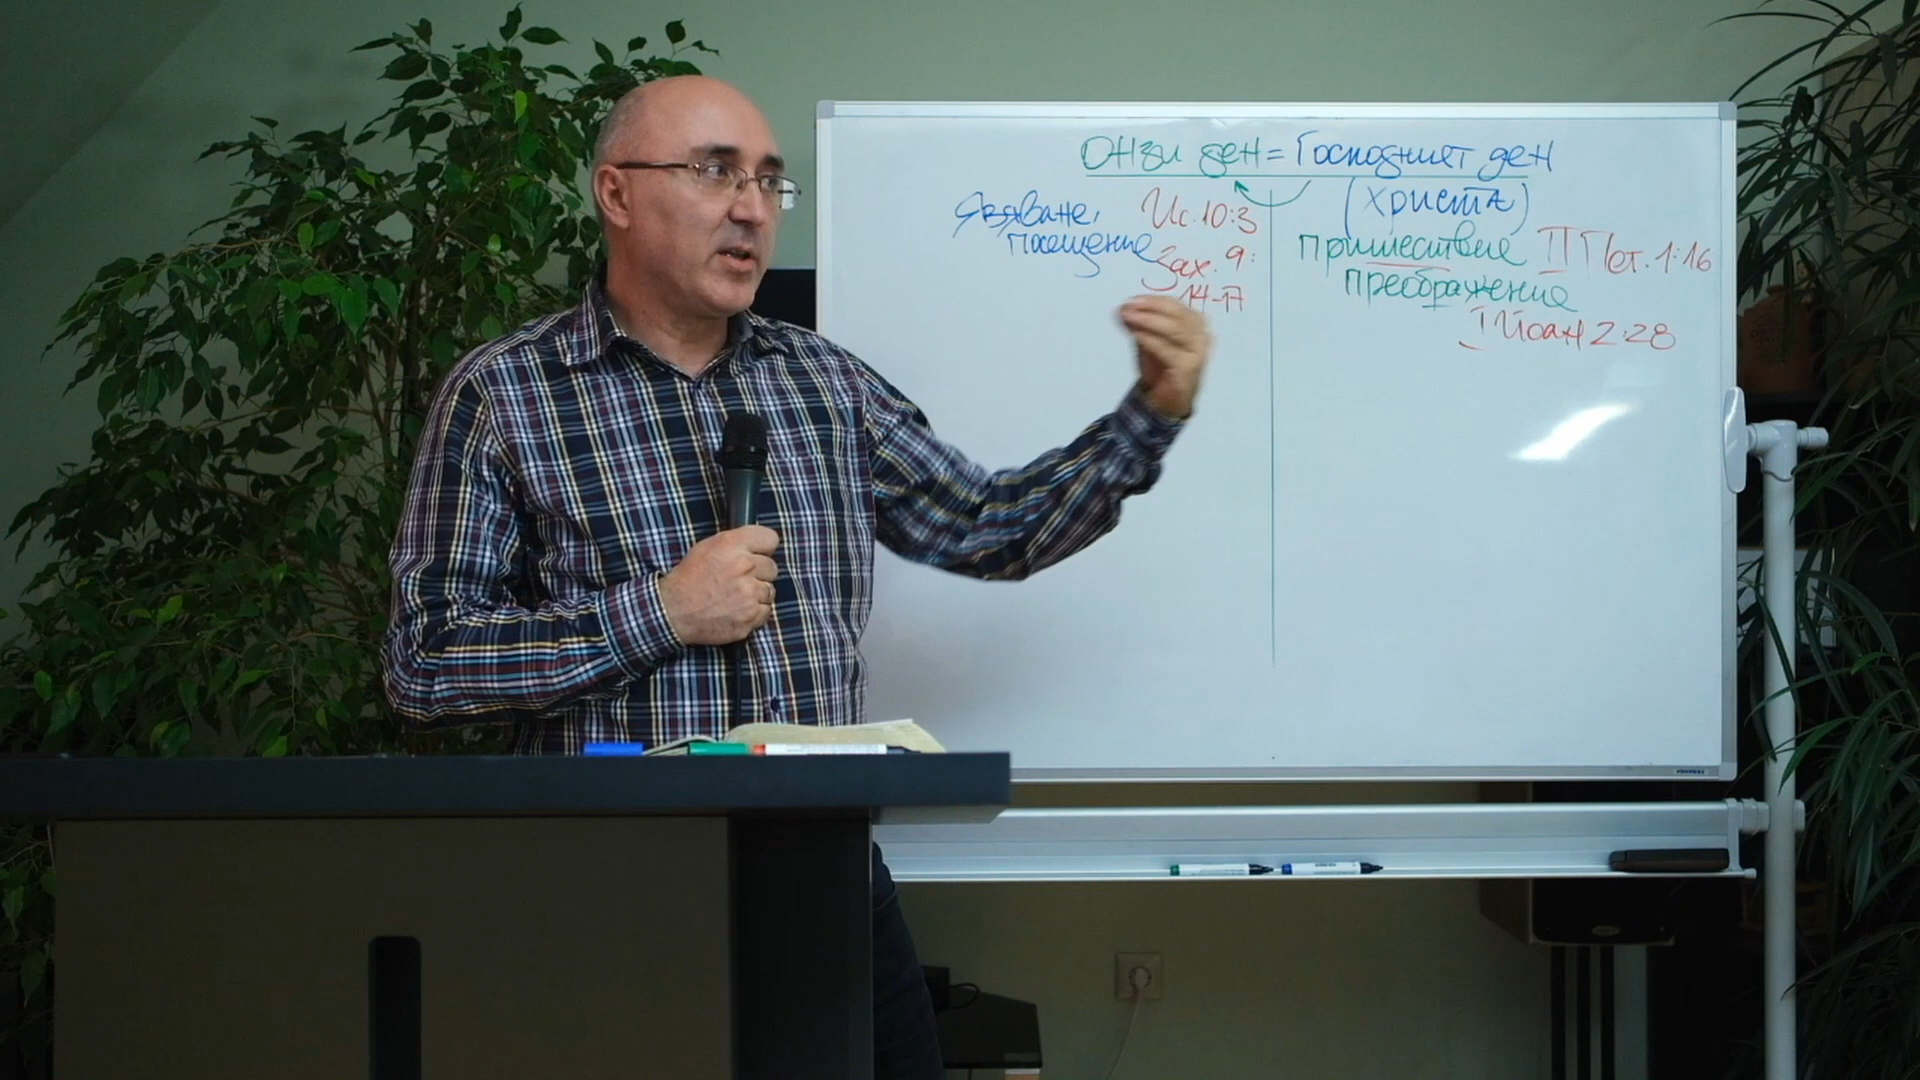 Онзи ден = Господният ден
(Христа)
Явяване,
посещение
Ис. 10:3
Зах. 9:
14-17
Пришествие II Пет. 1:16
преображение
I Йоан 2:28